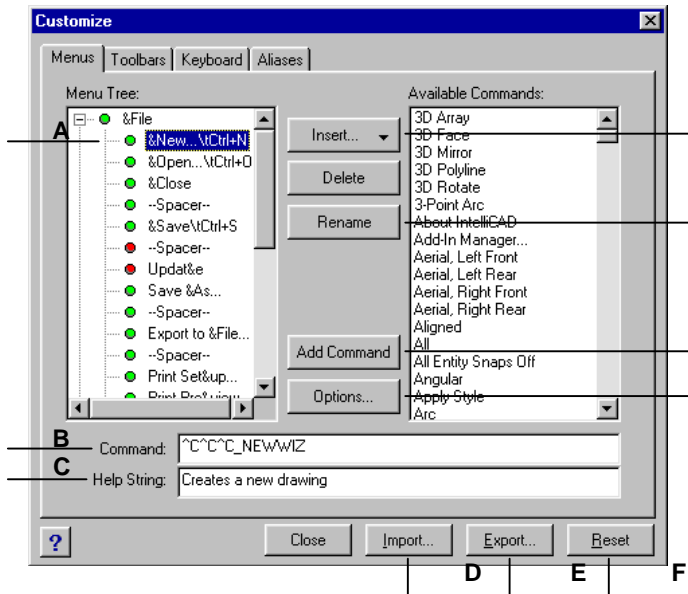 Customize
Menus Toolbars Keyboard Aliases
Menu Tree:
A
&File
&New...\tCtrl+N
&Open...\tCtrl+O
&Close
--Spacer--
&Save\tCtrl+S
--Spacer--
Updat&e
Save &As...
--Spacer--
Export to &File...
--Spacer--
Print Set&up...
Print Pre&view
Insert...
Delete
Rename
Add Command
Options...
Available Commands:
3D Array
3D Face
3D Mirror
3D Polyline
3D Rotate
3-Point Arc
About IntelliCAD
Add-In Manager...
Aerial, Left Front
Aerial, Left Rear
Aerial, Right Front
Aerial, Right Rear
Aligned
All
All Entity Snaps Off
Angular
Apply Style
Arc
B
Command: ^C^C^C_NEWWIZ
C
Help String: Creates a new drawing
? Close Import... Export... Reset
D E F